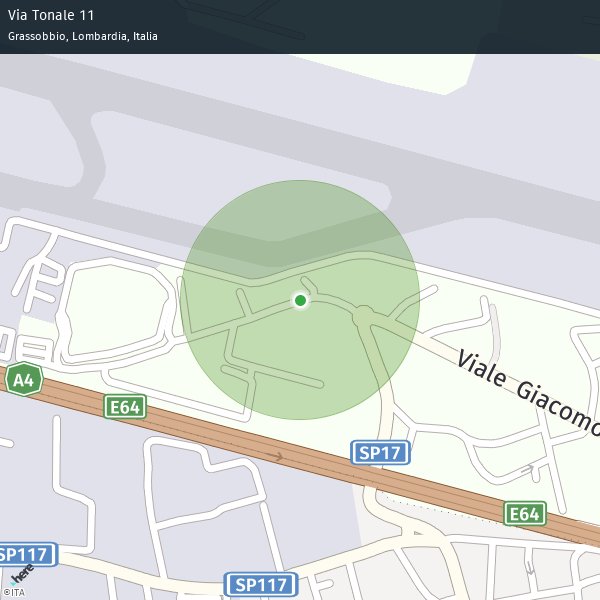 Via Tonale 11
Grassobbio, Lombardia, Italia
Viale Giacomo
A4
E64
SP17
E64
SP117
SP117
here
©ITA